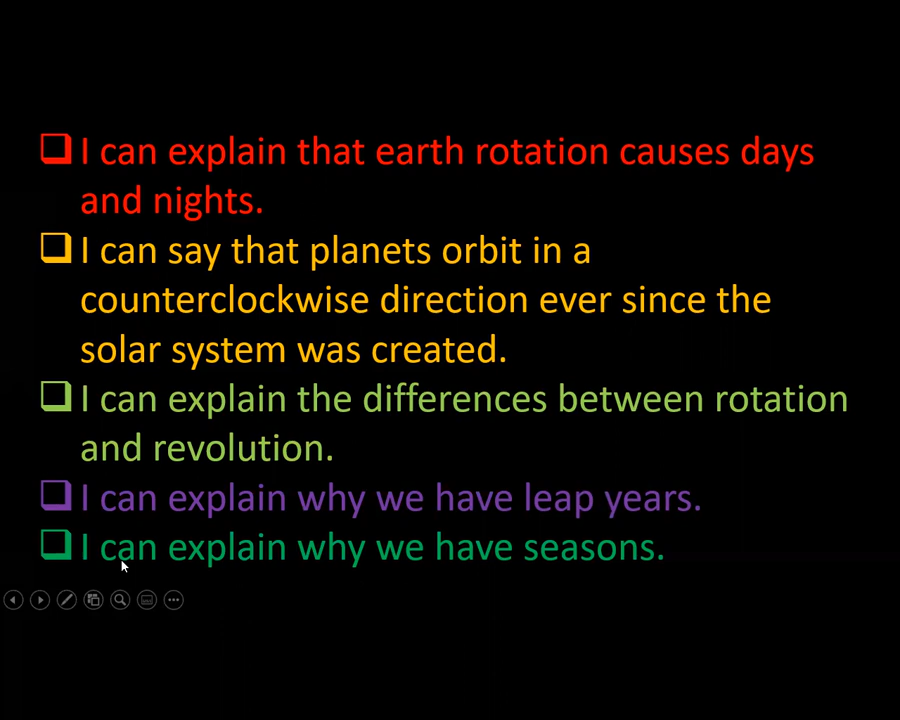 I can explain that earth rotation causes days
and nights.
I can say that planets orbit in a
counterclockwise direction ever since the
solar system was created.
I can explain the differences between rotation
and revolution.
I can explain why we have leap years.
I can explain why we have seasons.